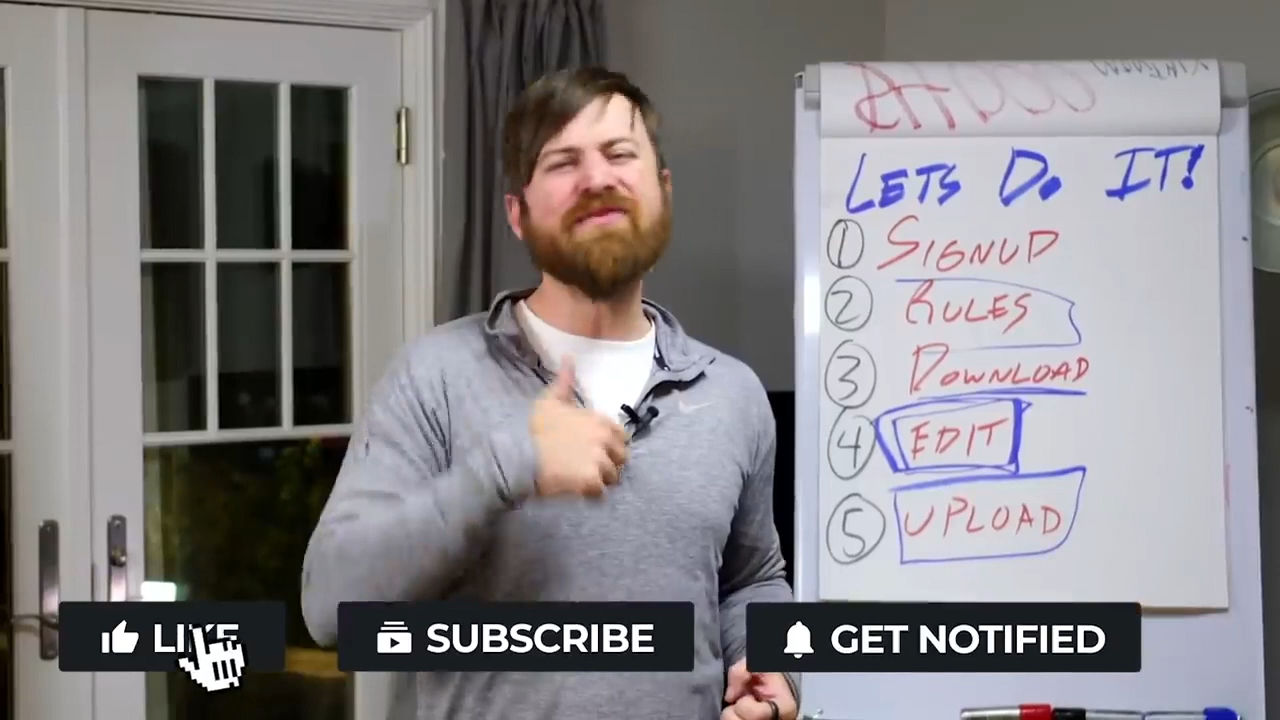 LETS DO IT!
1 SIGNUP
2 RULES
3 DOWNLOAD
4 EDIT
5 UPLOAD
LIKE SUBSCRIBE GET NOTIFIED